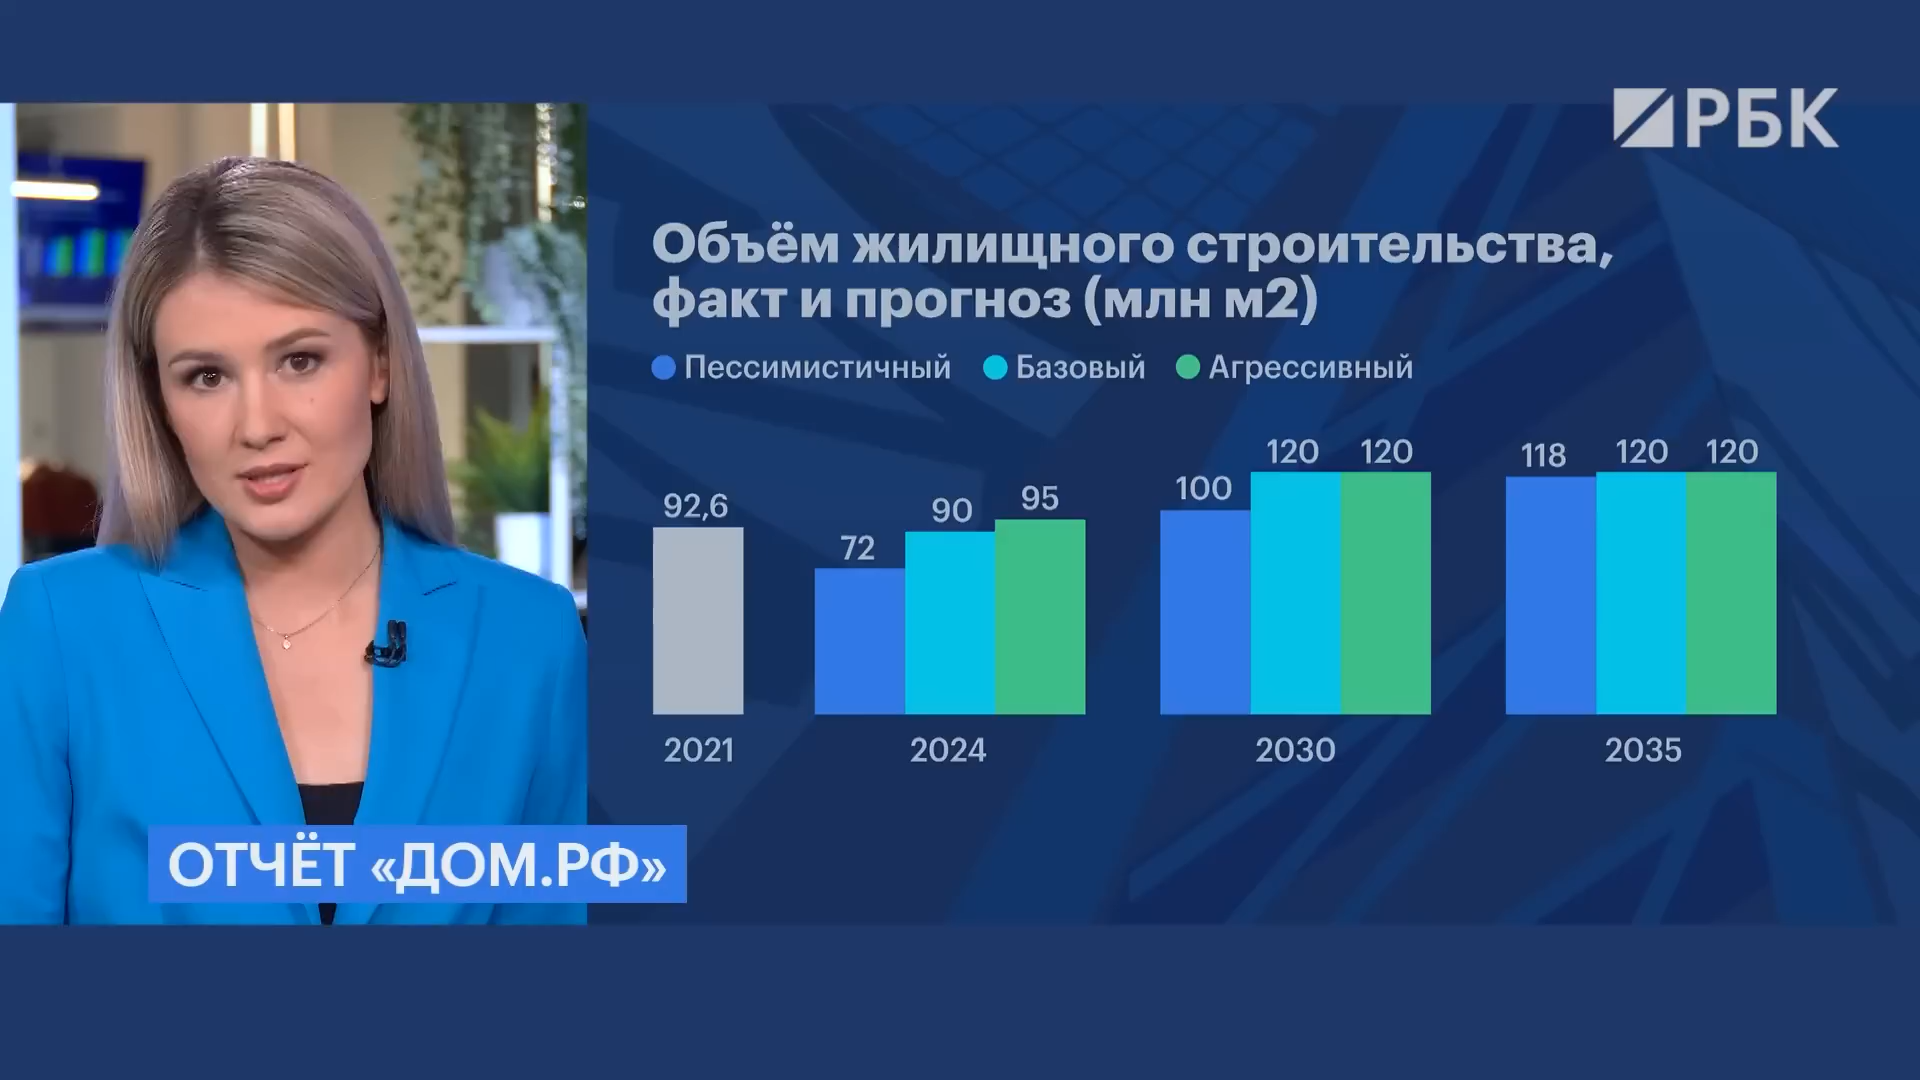 РБК
Объём жилищного строительства,
факт и прогноз (млн м2)
Пессимистичный Базовый Агрессивный
92,6 72 90 95 100 120 120 118 120 120
2021 2024 2030 2035
ОТЧЁТ «ДОМ.РФ»